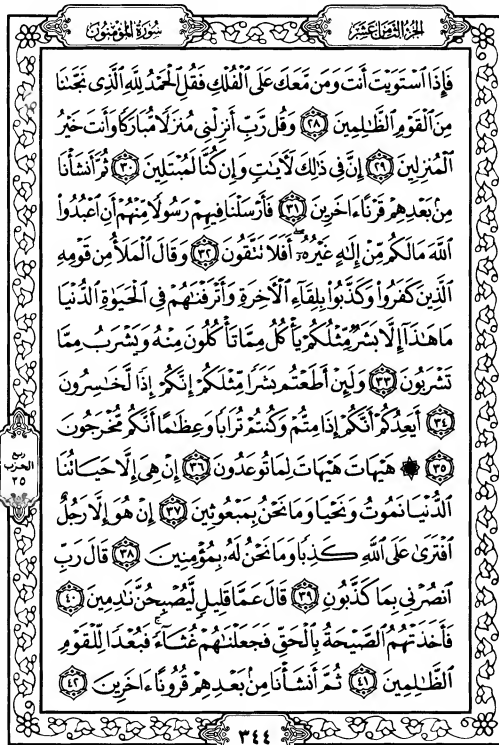 الجزء الثامن عشر
سورة المؤمنون
فَإِذَا ٱسْتَوَيْتَ أَنتَ وَمَن مَّعَكَ عَلَى ٱلْفُلْكِ فَقُلِ ٱلْحَمْدُ لِلَّهِ ٱلَّذِى نَجَّىٰنَا
مِنَ ٱلْقَوْمِ ٱلظَّٰلِمِينَ ﴿٢٨﴾ وَقُل رَّبِّ أَنزِلْنِى مُنزَلًا مُّبَارَكًا وَأَنتَ خَيْرُ
ٱلْمُنزِلِينَ ﴿٢٩﴾ إِنَّ فِى ذَٰلِكَ لَءَايَٰتٍ وَإِن كُنَّا لَمُبْتَلِينَ ﴿٣٠﴾ ثُمَّ أَنشَأْنَا
مِنۢ بَعْدِهِمْ قَرْنًا ءَاخَرِينَ ﴿٣١﴾ فَأَرْسَلْنَا فِيهِمْ رَسُولًا مِّنْهُمْ أَنِ ٱعْبُدُوا۟
ٱللَّهَ مَا لَكُم مِّنْ إِلَٰهٍ غَيْرُهُۥٓ أَفَلَا تَتَّقُونَ ﴿٣٢﴾ وَقَالَ ٱلْمَلَأُ مِن قَوْمِهِ
ٱلَّذِينَ كَفَرُوا۟ وَكَذَّبُوا۟ بِلِقَآءِ ٱلْءَاخِرَةِ وَأَتْرَفْنَٰهُمْ فِى ٱلْحَيَوٰةِ ٱلدُّنْيَا
مَا هَٰذَآ إِلَّا بَشَرٌ مِّثْلُكُمْ يَأْكُلُ مِمَّا تَأْكُلُونَ مِنْهُ وَيَشْرَبُ مِمَّا
تَشْرَبُونَ ﴿٣٣﴾ وَلَئِنْ أَطَعْتُم بَشَرًا مِّثْلَكُمْ إِنَّكُمْ إِذًا لَّخَٰسِرُونَ
﴿٣٤﴾ أَيَعِدُكُمْ أَنَّكُمْ إِذَا مِتُّمْ وَكُنتُمْ تُرَابًا وَعِظَٰمًا أَنَّكُم مُّخْرَجُونَ
﴿٣٥﴾ ۞ هَيْهَاتَ هَيْهَاتَ لِمَا تُوعَدُونَ ﴿٣٦﴾ إِنْ هِىَ إِلَّا حَيَاتُنَا
ٱلدُّنْيَا نَمُوتُ وَنَحْيَا وَمَا نَحْنُ بِمَبْعُوثِينَ ﴿٣٧﴾ إِنْ هُوَ إِلَّا رَجُلٌ
ٱفْتَرَىٰ عَلَى ٱللَّهِ كَذِبًا وَمَا نَحْنُ لَهُۥ بِمُؤْمِنِينَ ﴿٣٨﴾ قَالَ رَبِّ
ٱنصُرْنِى بِمَا كَذَّبُونِ ﴿٣٩﴾ قَالَ عَمَّا قَلِيلٍ لَّيُصْبِحُنَّ نَٰدِمِينَ ﴿٤٠﴾
فَأَخَذَتْهُمُ ٱلصَّيْحَةُ بِٱلْحَقِّ فَجَعَلْنَٰهُمْ غُثَآءً فَبُعْدًا لِّلْقَوْمِ
ٱلظَّٰلِمِينَ ﴿٤١﴾ ثُمَّ أَنشَأْنَا مِنۢ بَعْدِهِمْ قُرُونًا ءَاخَرِينَ ﴿٤٢﴾
ربع
الحزب
٣٥
٣٤٤